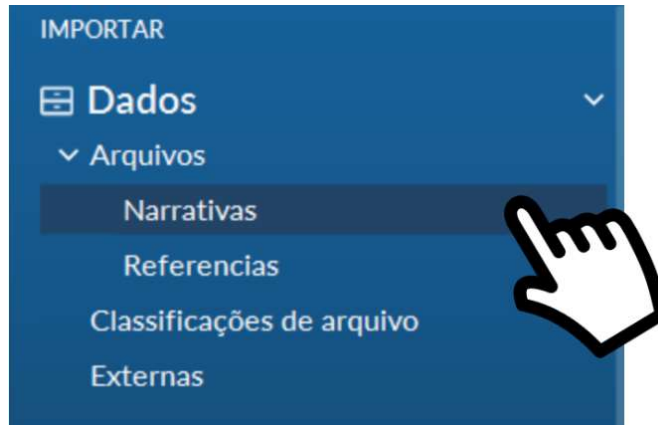 IMPORTAR
Dados
Arquivos
Narrativas
Referencias
Classificações de arquivo
Externas